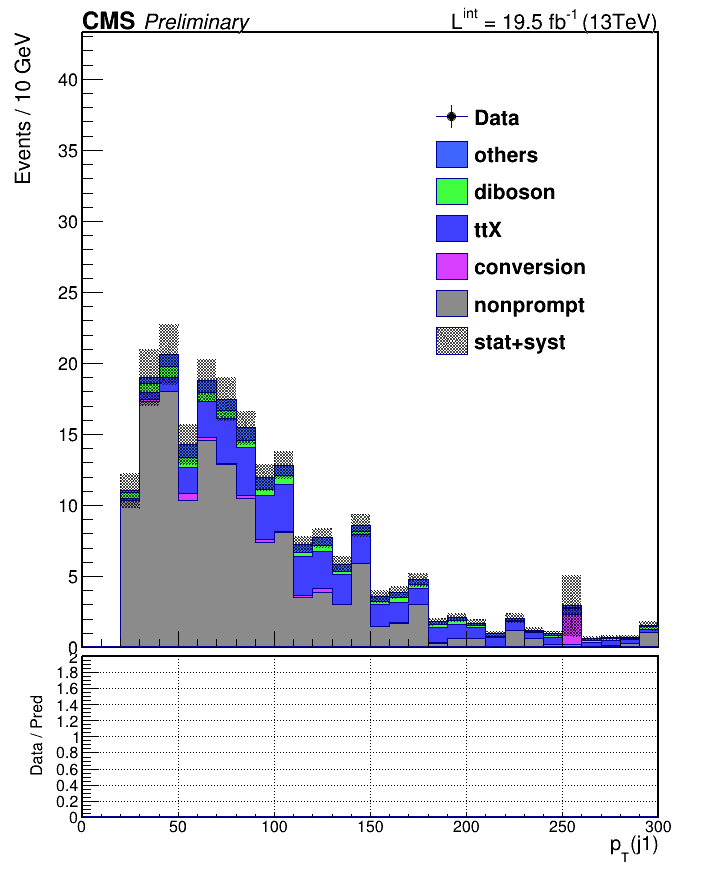 CMS Preliminary
L^int = 19.5 fb^-1 (13TeV)
Events / 10 GeV
40
35
30
25
20
15
10
5
0
Data
others
diboson
ttX
conversion
nonprompt
stat+syst
Data / Pred
2
1.8
1.6
1.4
1.2
1
0.8
0.6
0.4
0.2
0
0 50 100 150 200 250 300
p_T(j1)